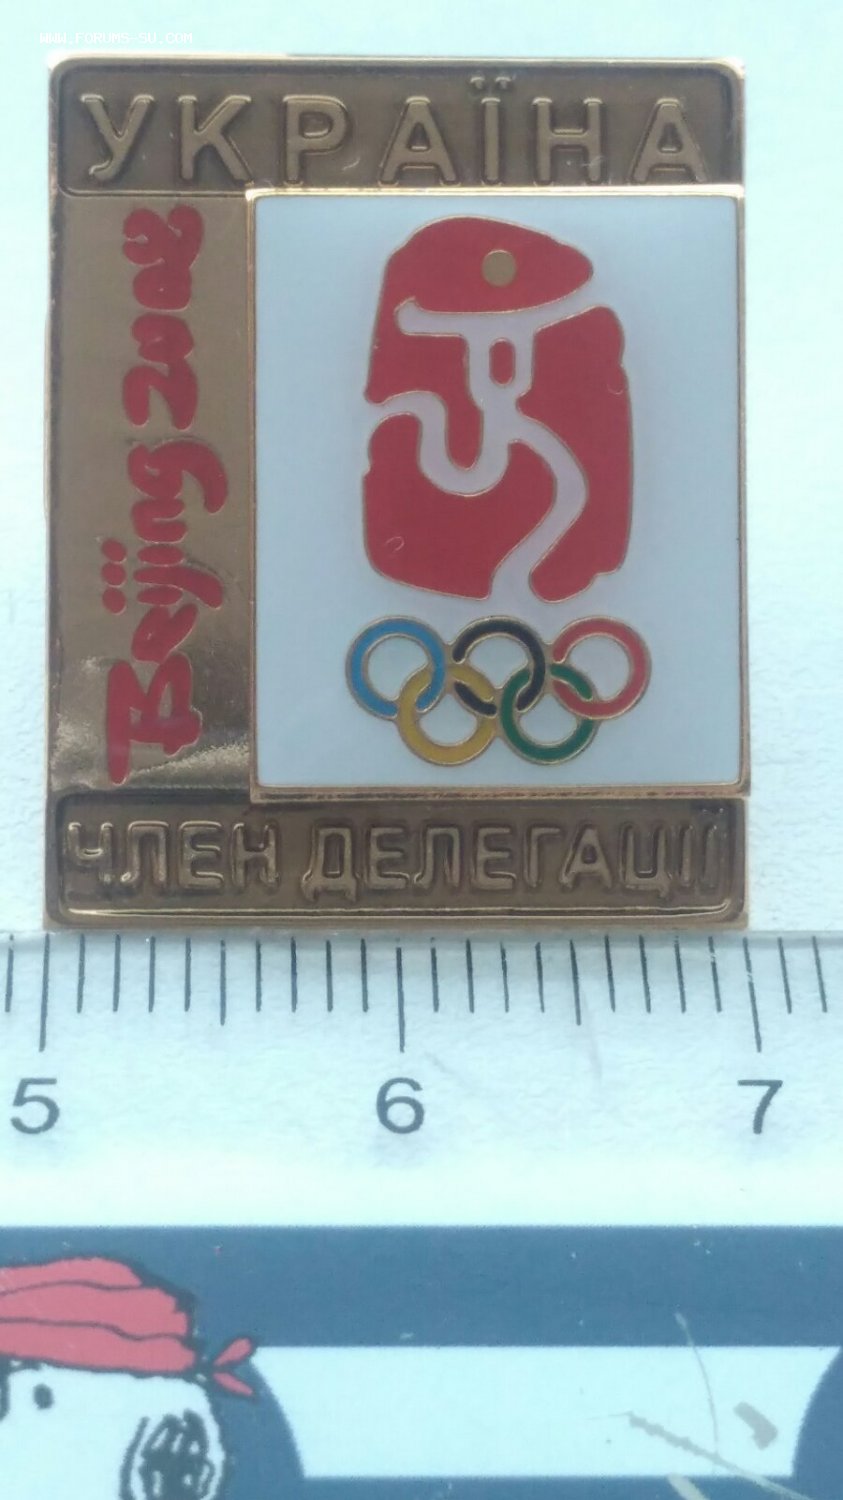 WWW.FORUMS-SU.COM
УКРАЇНА
Beijing 2008
ЧЛЕН ДЕЛЕГАЦІЇ
5 6 7